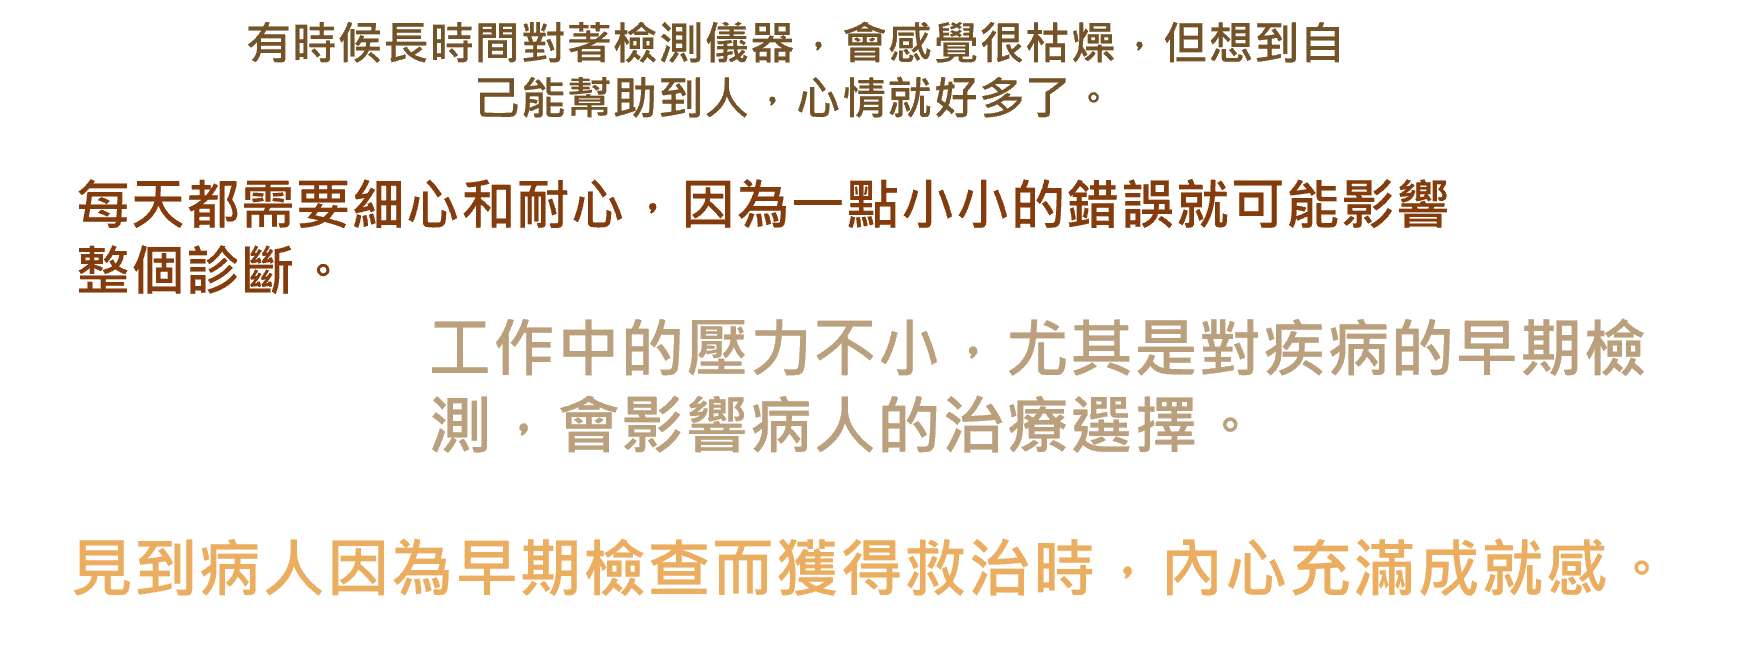 有時候長時間對著檢測儀器，會感覺很枯燥，但想到自
己能幫助到人，心情就好多了。
每天都需要細心和耐心，因為一點小小的錯誤就可能影響
整個診斷。
工作中的壓力不小，尤其是對疾病的早期檢
測，會影響病人的治療選擇。
見到病人因為早期檢查而獲得救治時，內心充滿成就感。